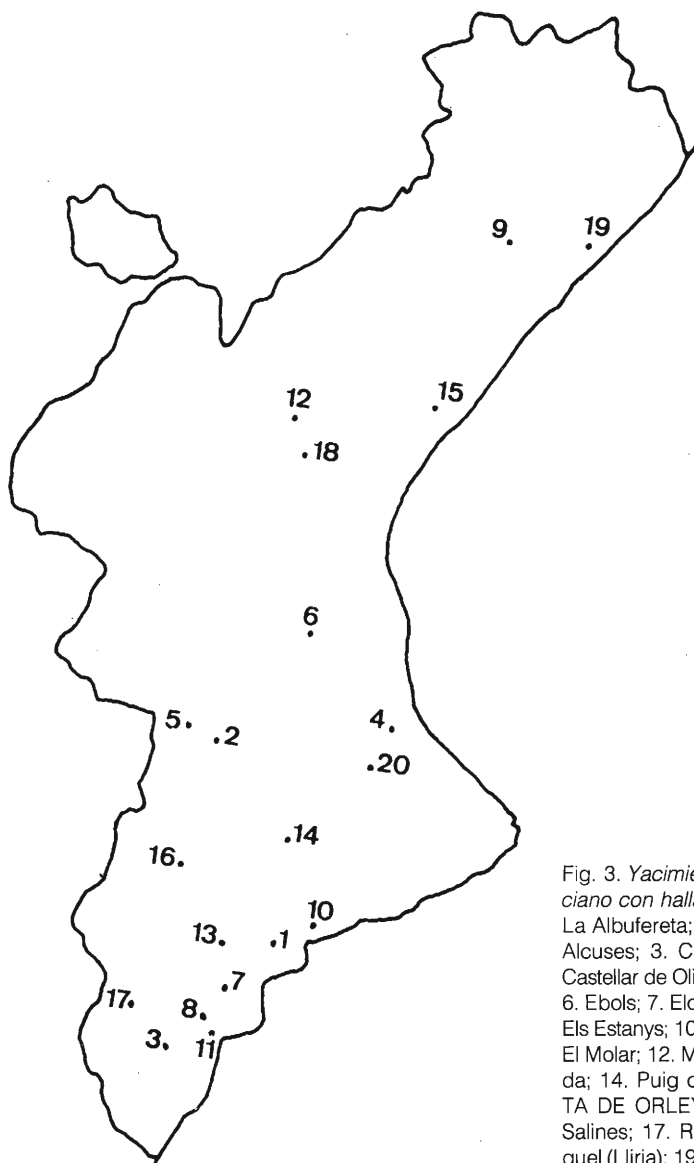 9
19
12
15
18
6
5
2
4
20
14
16
10
13
1
7
17
8
3
11
Fig. 3. Yacimie
ciano con hall
La Albufereta;
Alcuses; 3. C
Castellar de Oli
6. Ebols; 7. Elc
Els Estanys; 10
El Molar; 12. M
da; 14. Puig d
TA DE ORLEY
Salines; 17. R
quel (Lliria); 19